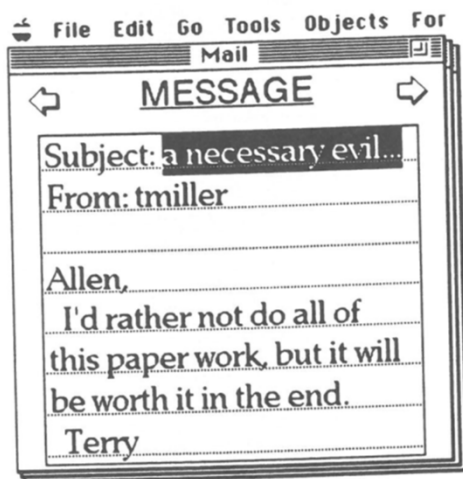 File Edit Go Tools Objects For
Mail
MESSAGE
Subject: a necessary evil...
From: tmiller
Allen,
I'd rather not do all of
this paper work, but it will
be worth it in the end.
Terry